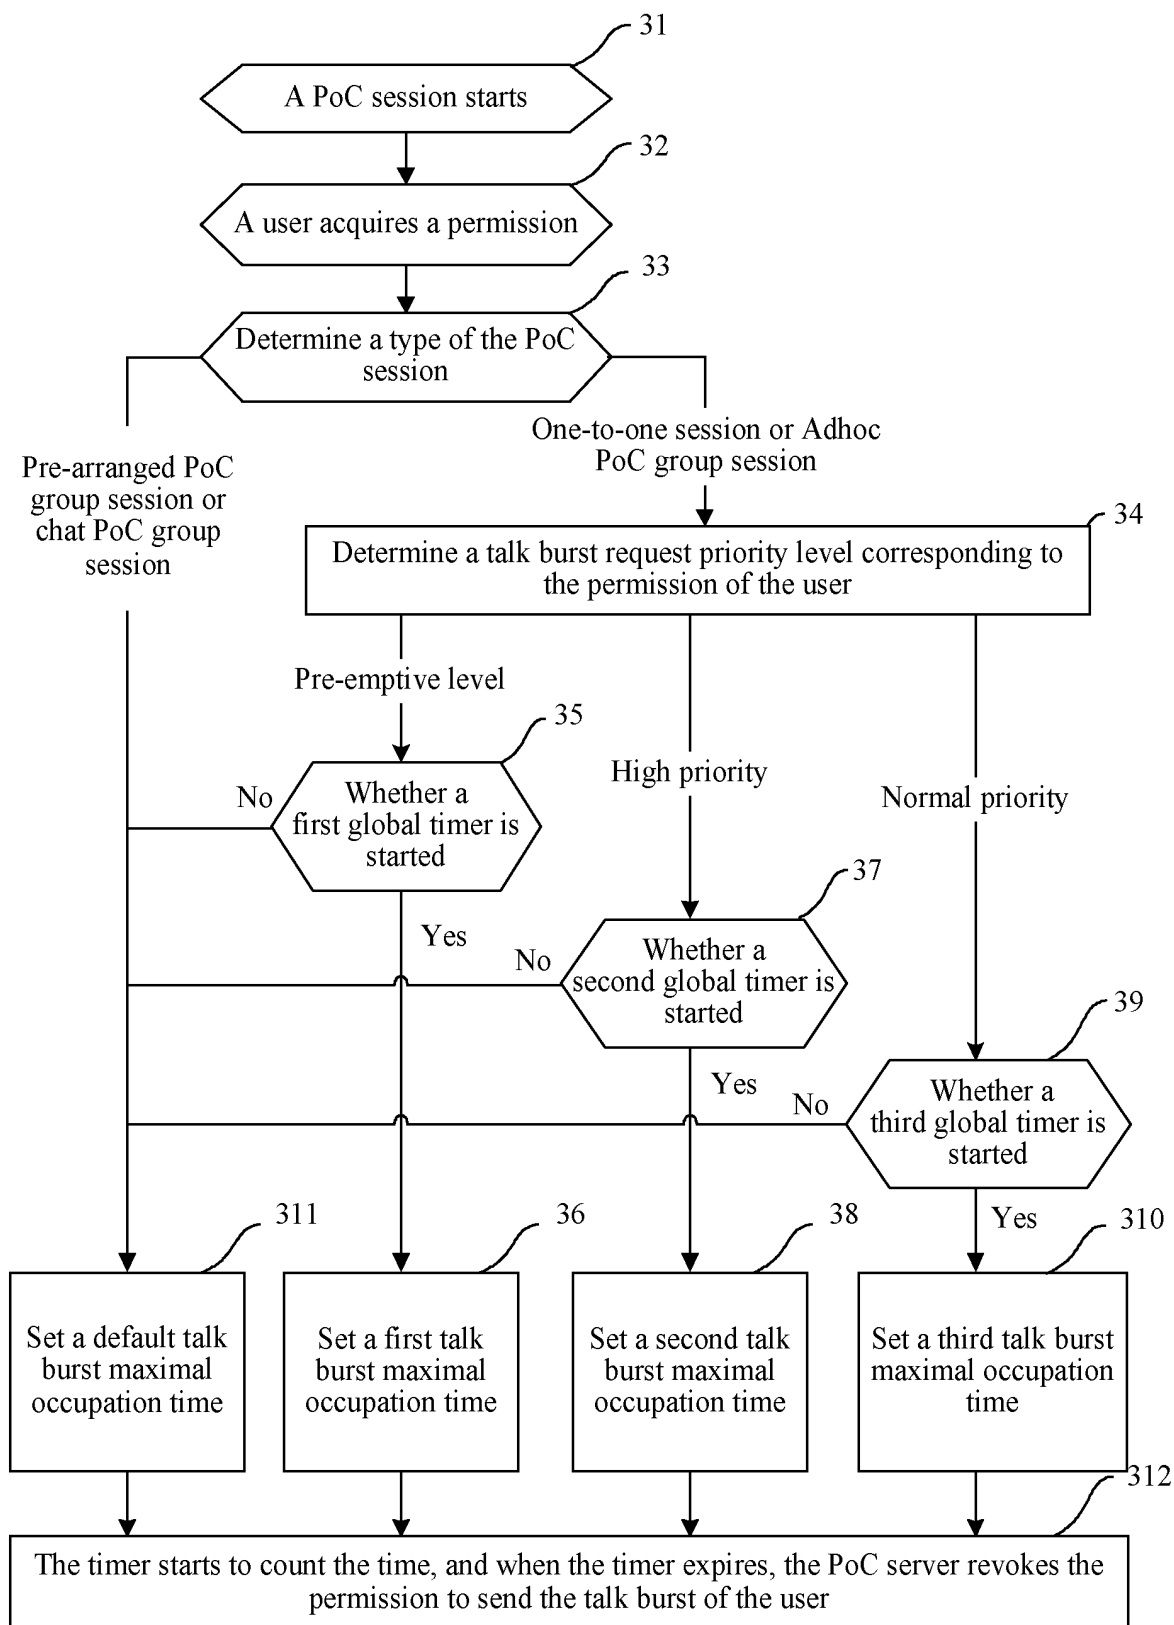 31
A PoC session starts
32
A user acquires a permission
33
Determine a type of the PoC
session
One-to-one session or Adhoc
PoC group session
Pre-arranged PoC
group session or
chat PoC group
session
34
Determine a talk burst request priority level corresponding to
the permission of the user
Pre-emptive level
High priority
Normal priority
35
No
Whether a
first global timer is
started
Yes
37
No
Whether a
second global timer is
started
Yes
39
No
Whether a
third global timer is
started
Yes
311
Set a default talk
burst maximal
occupation time
36
Set a first talk
burst maximal
occupation time
38
Set a second talk
burst maximal
occupation time
310
Set a third talk burst
maximal occupation
time
312
The timer starts to count the time, and when the timer expires, the PoC server revokes the
permission to send the talk burst of the user